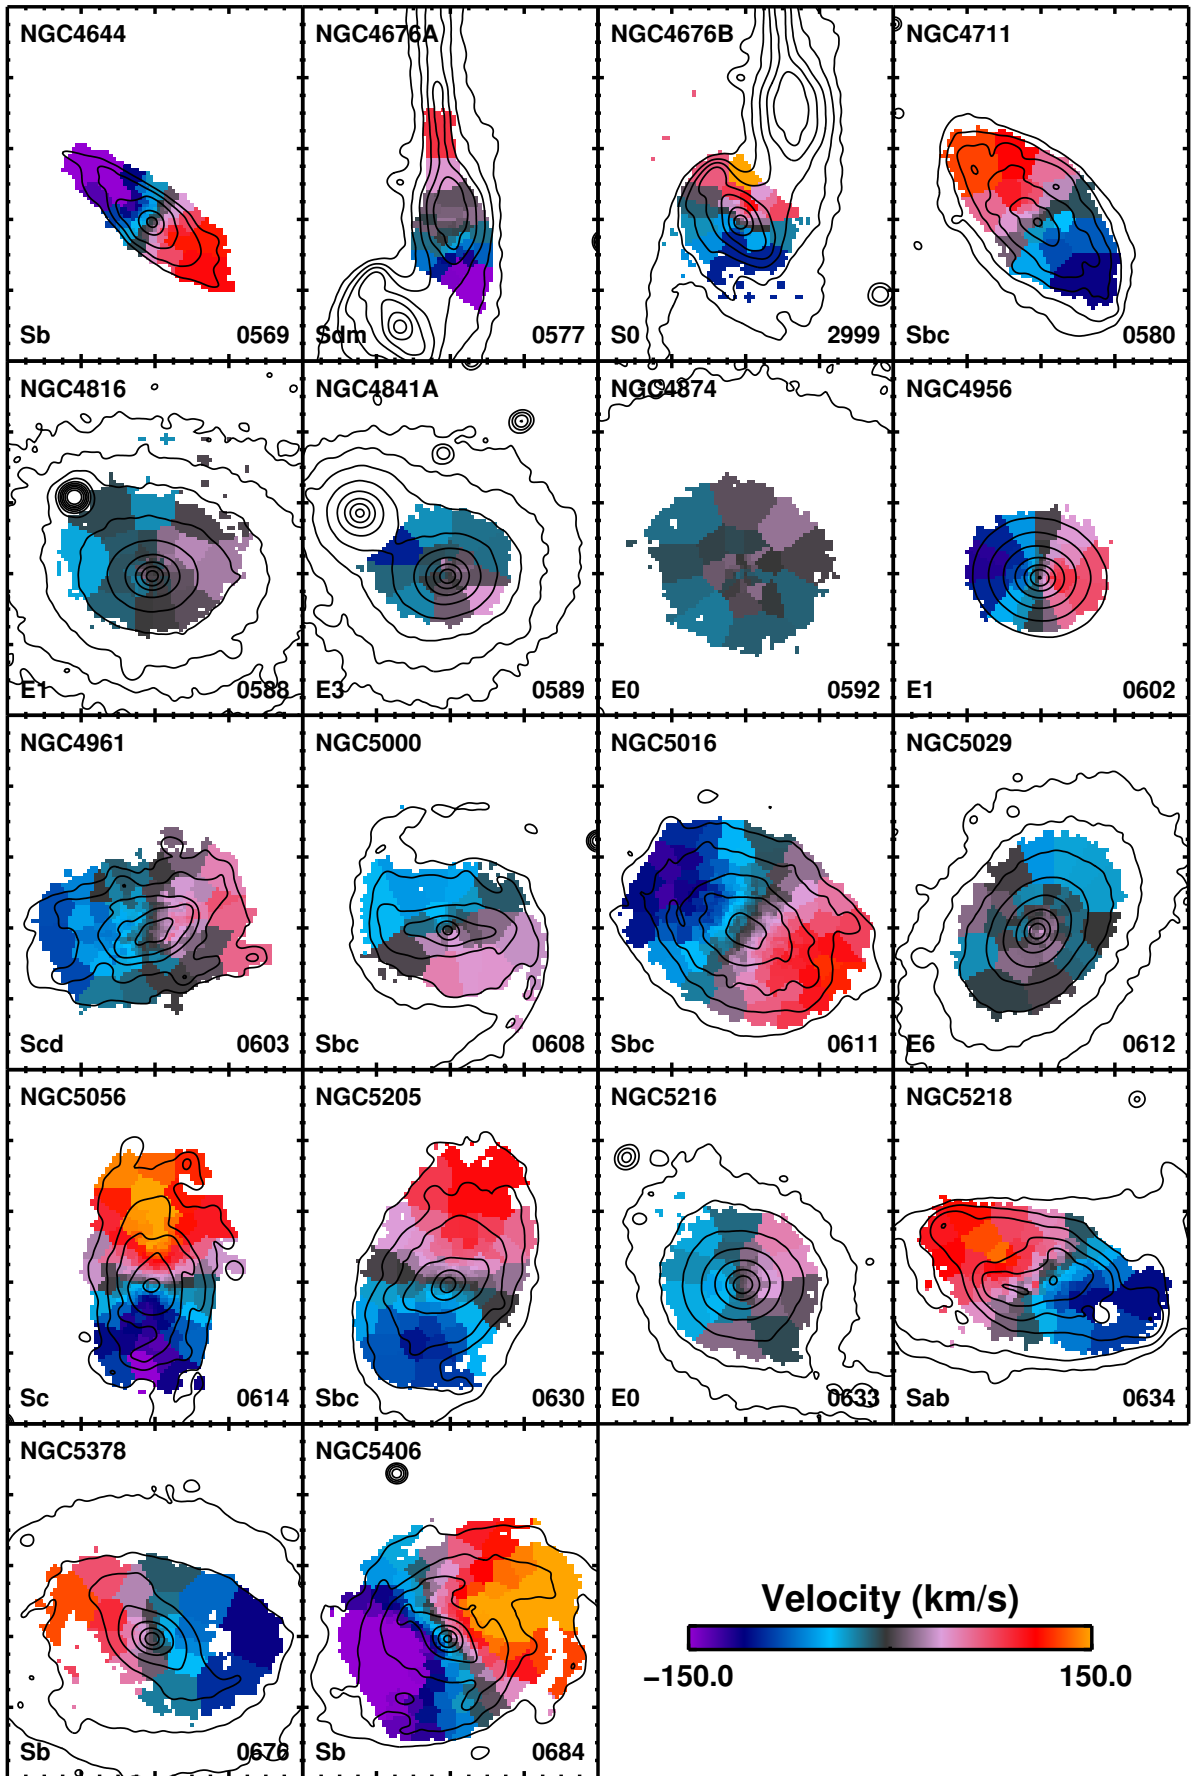 NGC4644 NGC4676A NGC4676B NGC4711
Sb 0569 Sdm 0577 S0 2999 Sbc 0580
NGC4816 NGC4841A NGC4874 NGC4956
E1 0588 E3 0589 E0 0592 E1 0602
NGC4961 NGC5000 NGC5016 NGC5029
Scd 0603 Sbc 0608 Sbc 0611 E6 0612
NGC5056 NGC5205 NGC5216 NGC5218
Sc 0614 Sbc 0630 E0 0633 Sab 0634
NGC5378 NGC5406
Sb 0676 Sb 0684
Velocity (km/s)
−150.0 150.0